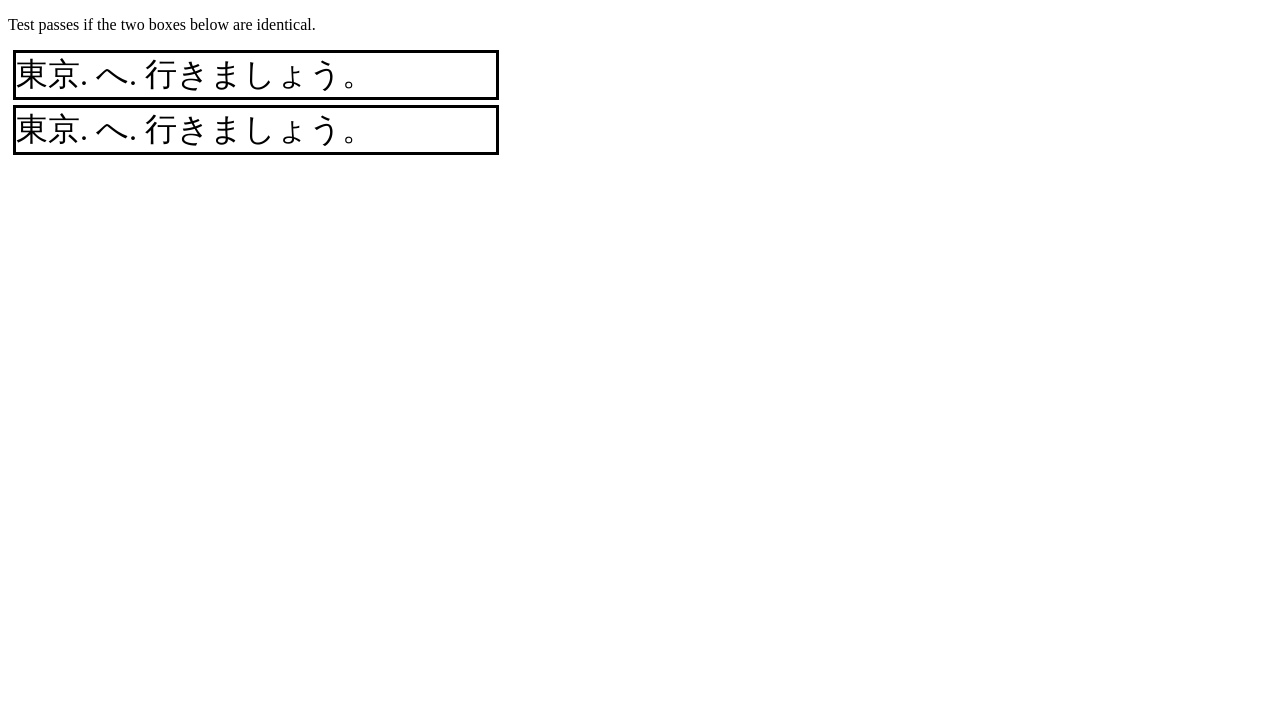 Test passes if the two boxes below are identical.
東京. へ. 行きましょう。
東京. へ. 行きましょう。